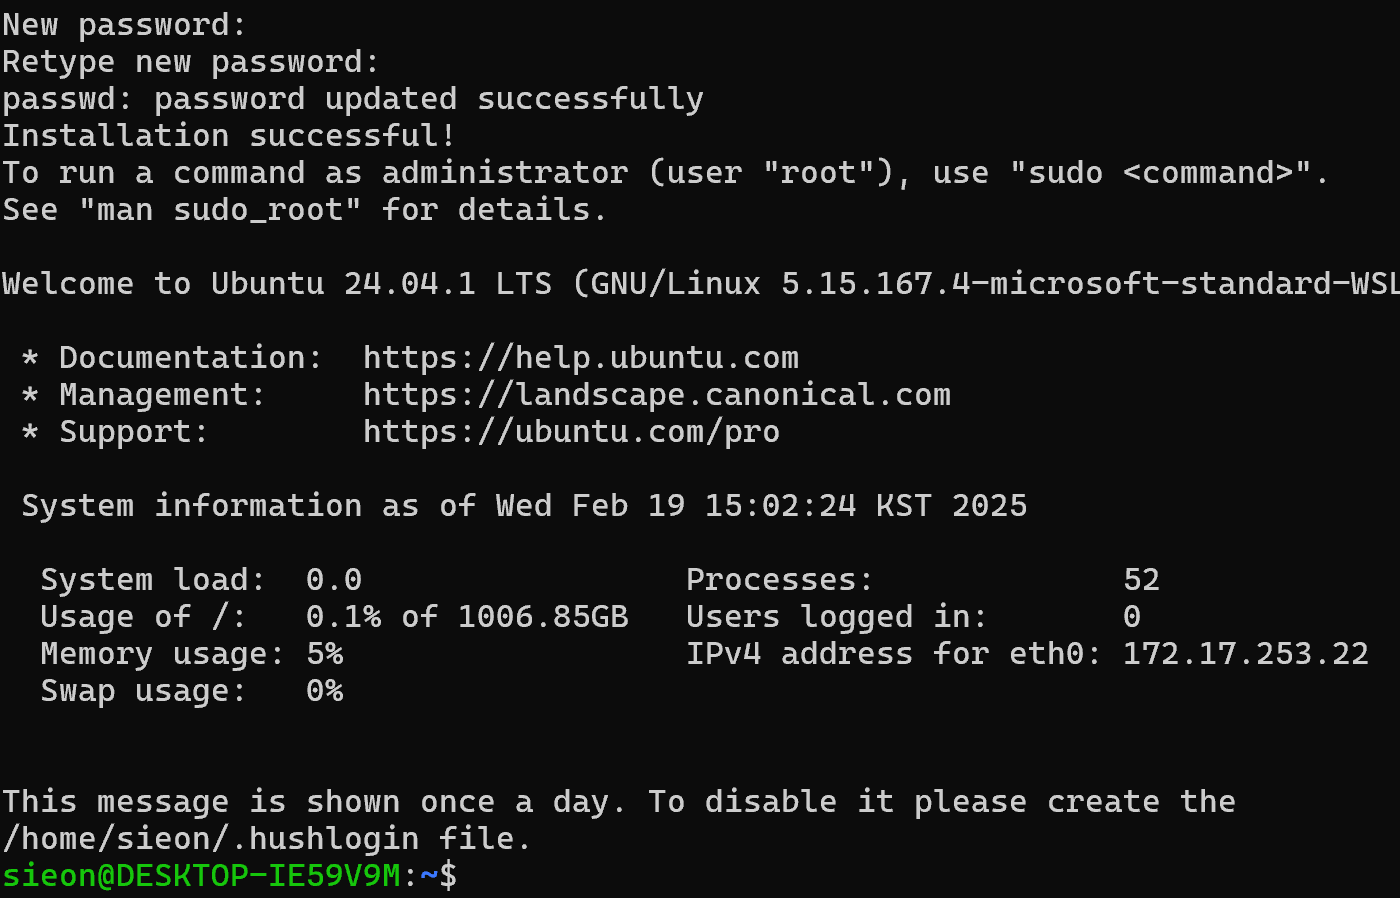 New password:
Retype new password:
passwd: password updated successfully
Installation successful!
To run a command as administrator (user "root"), use "sudo <command>".
See "man sudo_root" for details.
Welcome to Ubuntu 24.04.1 LTS (GNU/Linux 5.15.167.4-microsoft-standard-WSL
* Documentation:  https://help.ubuntu.com
* Management:     https://landscape.canonical.com
* Support:        https://ubuntu.com/pro
System information as of Wed Feb 19 15:02:24 KST 2025
System load:  0.0                 Processes:             52
Usage of /:   0.1% of 1006.85GB   Users logged in:       0
Memory usage: 5%                  IPv4 address for eth0: 172.17.253.22
Swap usage:   0%
This message is shown once a day. To disable it please create the
/home/sieon/.hushlogin file.
sieon@DESKTOP-IE59V9M:~$